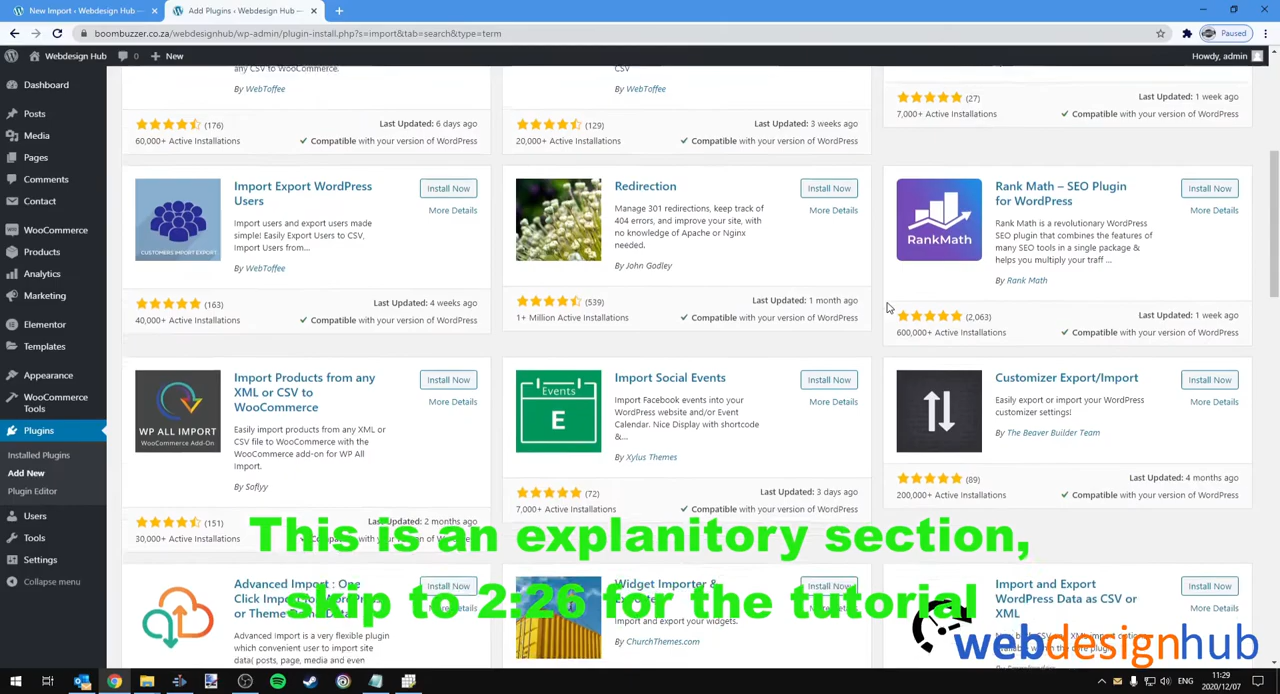 New Import ‹ Webdesign Hub —
Add Plugins ‹ Webdesign Hub —
boombuzzer.co.za/webdesignhub/wp-admin/plugin-install.php?s=import&tab=search&type=term
Paused
Webdesign Hub
0
New
Howdy, admin
Dashboard
Posts
Media
Pages
Comments
Contact
WooCommerce
Products
Analytics
Marketing
Elementor
Templates
Appearance
WooCommerce
Tools
Plugins
Installed Plugins
Add New
Plugin Editor
Users
Tools
Settings
Collapse menu
any CSV to WooCommerce.
By WebToffee
(176)
Last Updated: 6 days ago
60,000+ Active Installations
Compatible with your version of WordPress
CSV
By WebToffee
(129)
Last Updated: 3 weeks ago
20,000+ Active Installations
Compatible with your version of WordPress
(27)
Last Updated: 1 week ago
7,000+ Active Installations
Compatible with your version of WordPress
Import Export WordPress
Users
Install Now
More Details
Import users and export users made
simple! Easily Export Users to CSV,
Import Users from...
CUSTOMERS IMPORT EXPORT
By WebToffee
(163)
Last Updated: 4 weeks ago
40,000+ Active Installations
Compatible with your version of WordPress
Redirection
Install Now
More Details
Manage 301 redirections, keep track of
404 errors, and improve your site, with
no knowledge of Apache or Nginx
needed.
By John Godley
(539)
Last Updated: 1 month ago
1+ Million Active Installations
Compatible with your version of WordPress
Rank Math – SEO Plugin
for WordPress
Install Now
More Details
Rank Math is a revolutionary WordPress
SEO plugin that combines the features of
many SEO tools in a single package &
helps you multiply your traff ...
RankMath
By Rank Math
(2,063)
Last Updated: 1 week ago
600,000+ Active Installations
Compatible with your version of WordPress
Import Products from any
XML or CSV to
WooCommerce
Install Now
More Details
WP ALL IMPORT
WooCommerce Add-On
Easily import products from any XML or
CSV file to WooCommerce with the
WooCommerce add-on for WP All
Import.
By Soflyy
(151)
Last Updated: 2 months ago
30,000+ Active
Import Social Events
Install Now
More Details
Events
E
Import Facebook events into your
WordPress website and/or Event
Calendar. Nice Display with shortcode
&...
By Xylus Themes
(72)
Last Updated: 3 days ago
7,000+ Active Installations
Compatible with your version of WordPress
Customizer Export/Import
Install Now
More Details
Easily export or import your WordPress
customizer settings!
By The Beaver Builder Team
(89)
Last Updated: 4 months ago
200,000+ Active Installations
Compatible with your version of WordPress
This is an explanitory section,
skip to 2:26 for the tutorial
Advanced Import : One
Click Import
or Theme
Install Now
Advanced Import is a very flexible plugin
which convenient user to import site
data( posts, page, media and even
Widget Importer &
Install Now
More Details
Import and export your widgets.
By ChurchThemes.com
Import and Export
WordPress Data as CSV or
XML
Install Now
More Details
webdesignhub
ENG
11:29
2020/12/07